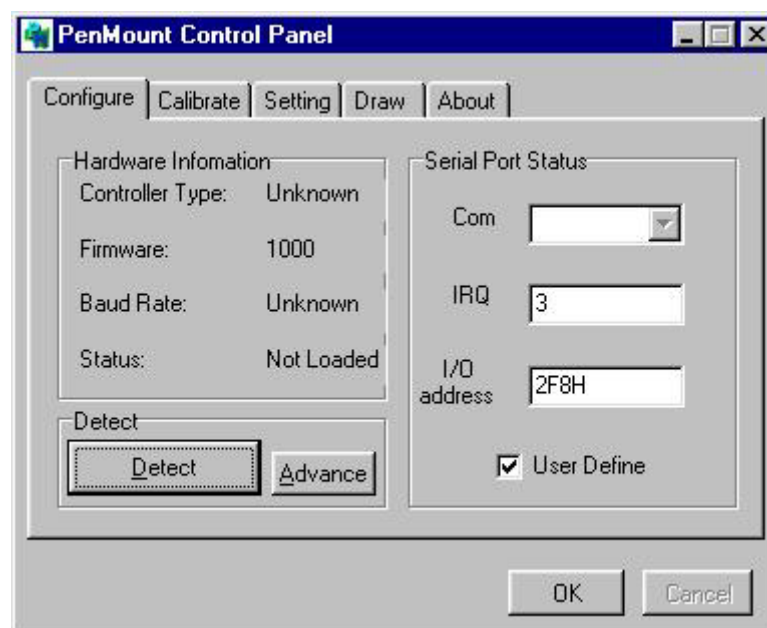 PenMount Control Panel
Configure Calibrate Setting Draw About
Hardware Infomation
Controller Type: Unknown
Firmware: 1000
Baud Rate: Unknown
Status: Not Loaded
Detect
Detect Advance
Serial Port Status
Com
IRQ 3
I/O address 2F8H
User Define
OK Cancel